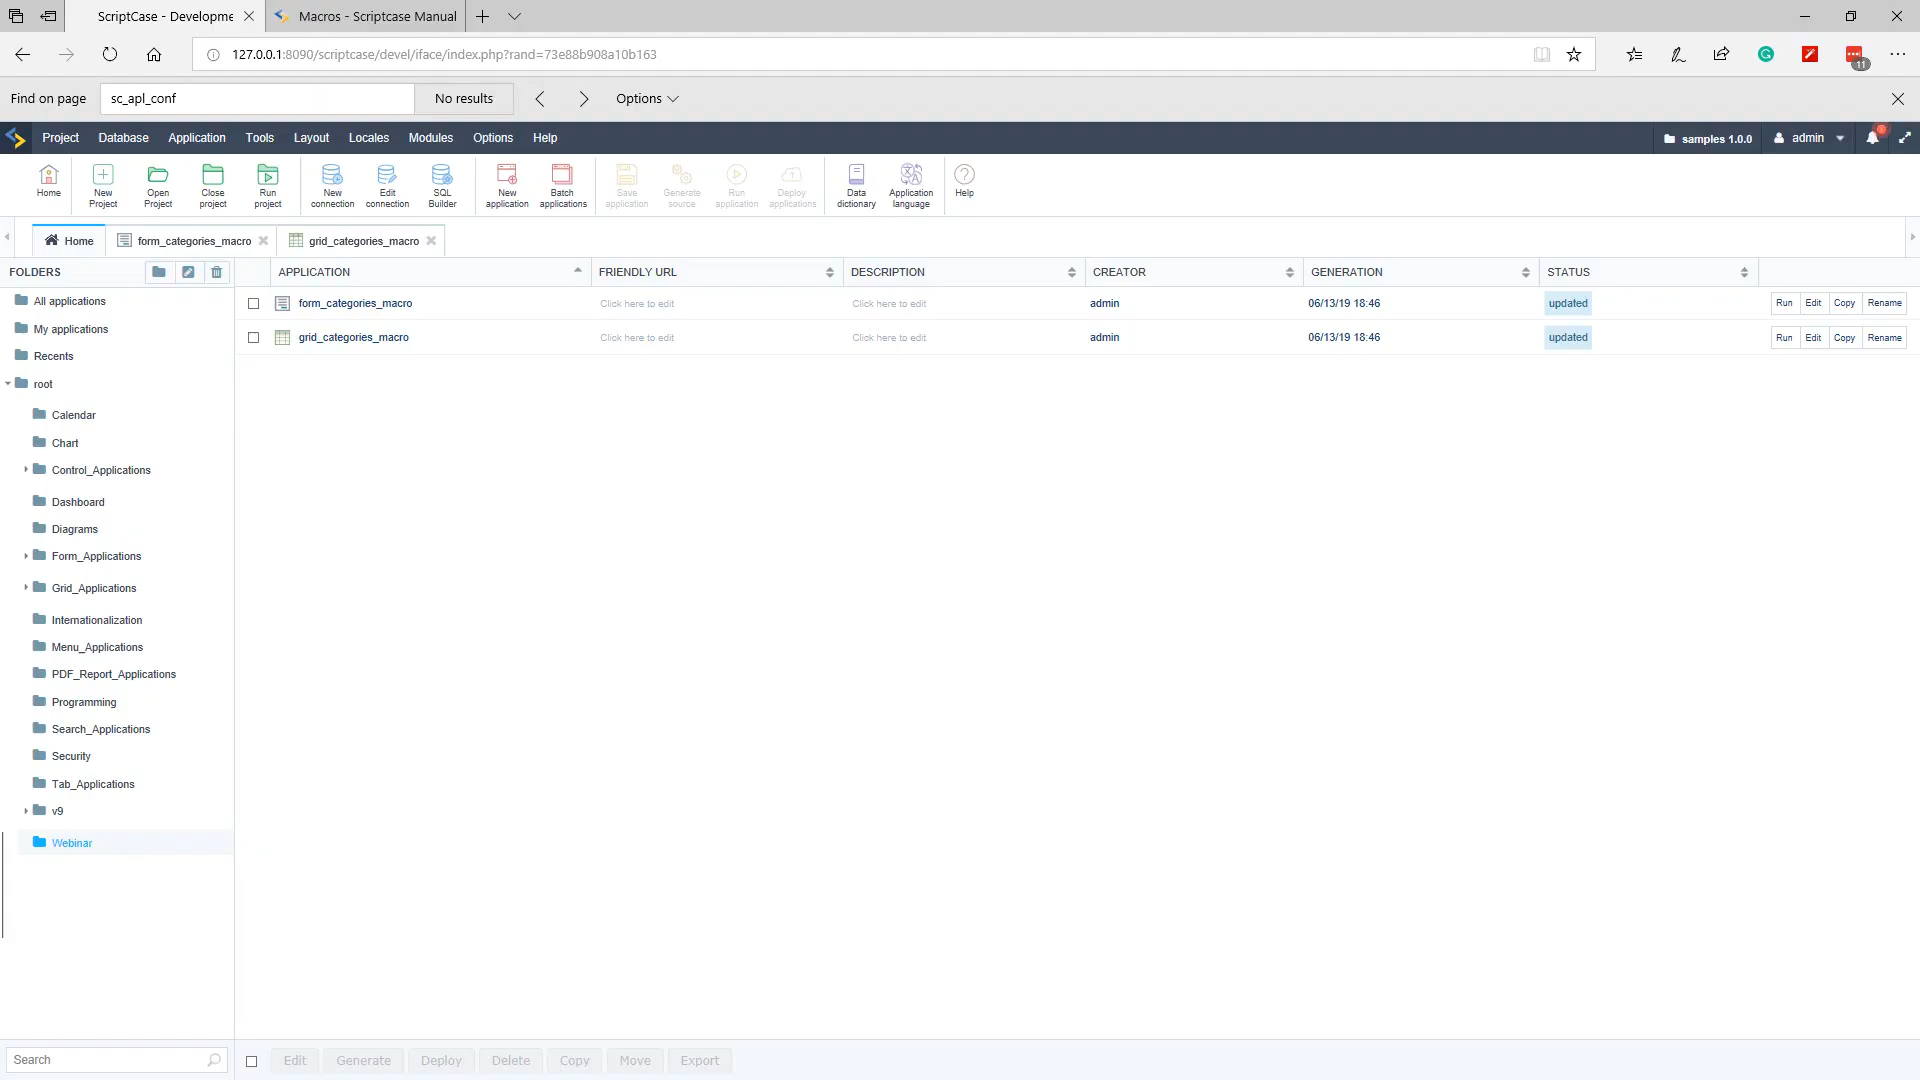 ScriptCase - Developme
Macros - Scriptcase Manual
127.0.0.1:8090/scriptcase/devel/iface/index.php?rand=73e88b908a10b163
11
Find on page
sc_apl_conf
No results
Options
Project Database Application Tools Layout Locales Modules Options Help
samples 1.0.0
admin
Home
New Project
Open Project
Close project
Run project
New connection
Edit connection
SQL Builder
New application
Batch applications
Save application
Generate source
Run application
Deploy applications
Data dictionary
Application language
Help
Home
form_categories_macro
grid_categories_macro
FOLDERS
APPLICATION FRIENDLY URL DESCRIPTION CREATOR GENERATION STATUS
form_categories_macro Click here to edit Click here to edit admin 06/13/19 18:46 updated Run Edit Copy Rename
grid_categories_macro Click here to edit Click here to edit admin 06/13/19 18:46 updated Run Edit Copy Rename
All applications
My applications
Recents
root
Calendar
Chart
Control_Applications
Dashboard
Diagrams
Form_Applications
Grid_Applications
Internationalization
Menu_Applications
PDF_Report_Applications
Programming
Search_Applications
Security
Tab_Applications
v9
Webinar
Search
Edit Generate Deploy Delete Copy Move Export